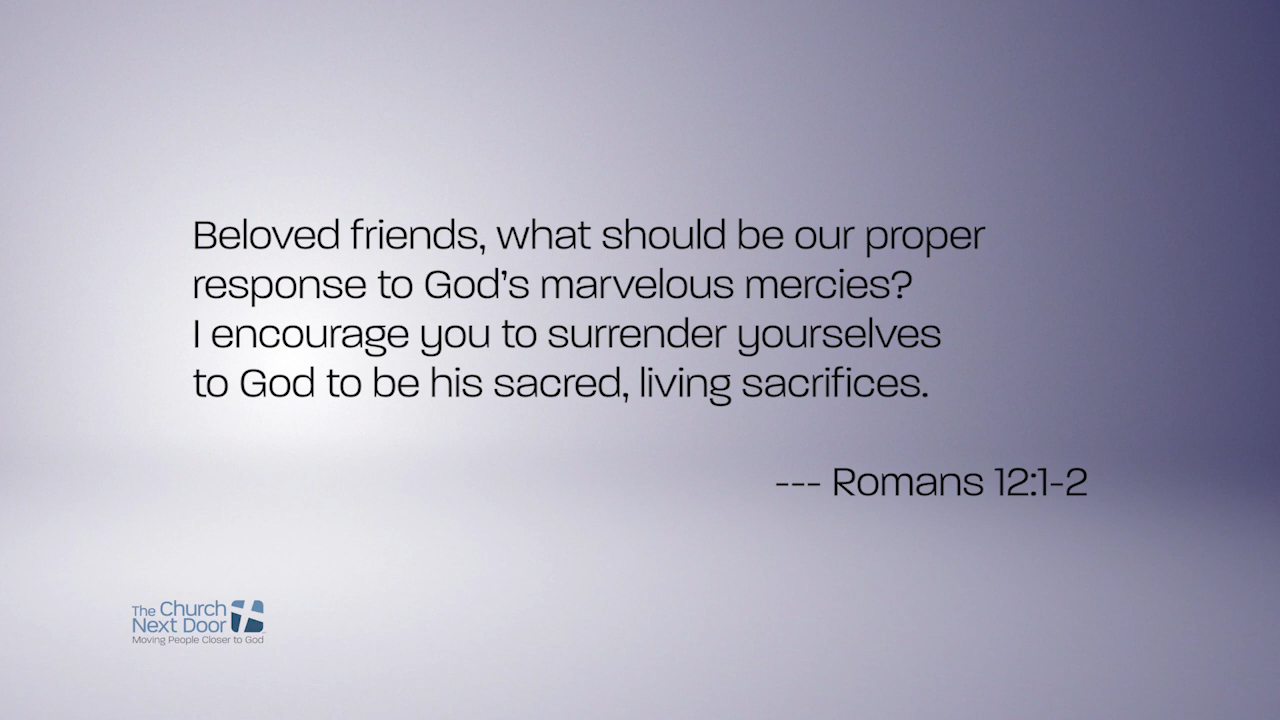 Beloved friends, what should be our proper
response to God's marvelous mercies?
I encourage you to surrender yourselves
to God to be his sacred, living sacrifices.
--- Romans 12:1-2
The Church
Next Door
Moving People Closer to God